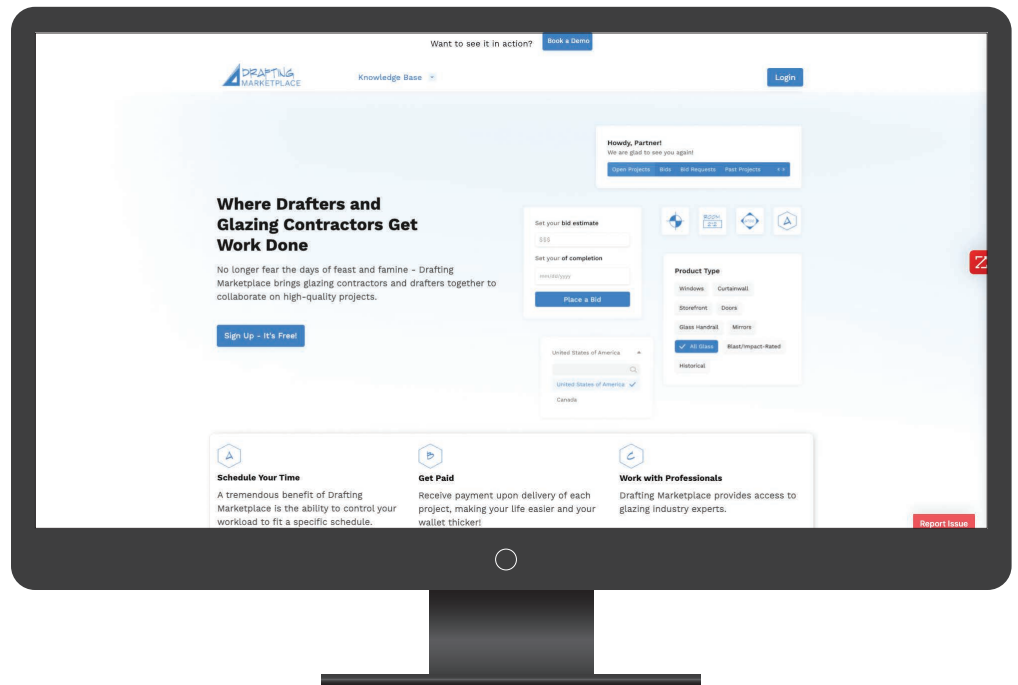 Want to see it in action?
Book a Demo
DRAFTING
MARKETPLACE
Knowledge Base
Login
Howdy, Partner!
We are glad to see you again!
Open Projects Bids Bid Requests Past Projects
Where Drafters and
Glazing Contractors Get
Work Done
No longer fear the days of feast and famine - Drafting
Marketplace brings glazing contractors and drafters together to
collaborate on high-quality projects.
Sign Up - It's Free!
Set your bid estimate
$$$
Set your of completion
mm/dd/yyyy
Place a Bid
ROOM
A
Product Type
Windows Curtainwall
Storefront Doors
Glass Handrail Mirrors
All Glass Blast/Impact-Rated
Historical
United States of America
United States of America
Canada
Z
A
Schedule Your Time
A tremendous benefit of Drafting
Marketplace is the ability to control your
workload to fit a specific schedule.
B
Get Paid
Receive payment upon delivery of each
project, making your life easier and your
wallet thicker!
C
Work with Professionals
Drafting Marketplace provides access to
glazing industry experts.
Report Issue